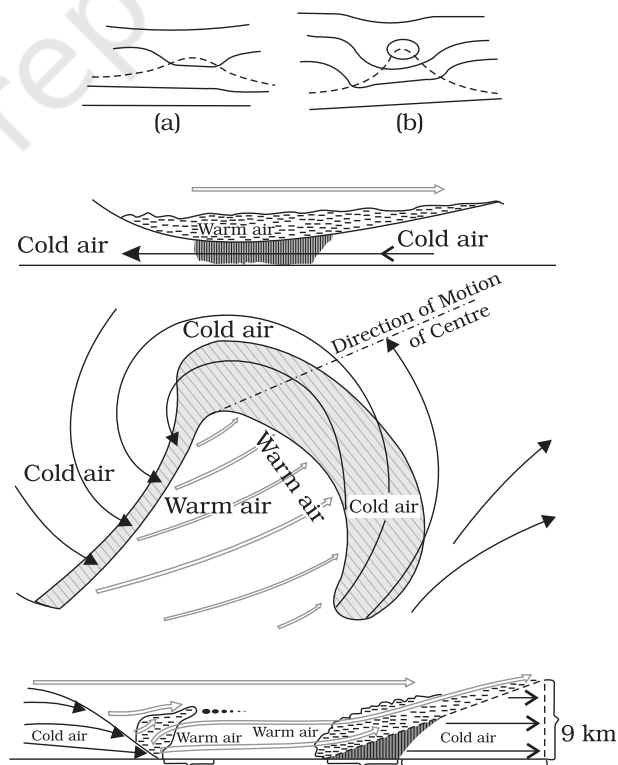 rep
(a)
(b)
Warm air
Cold air
Cold air
Direction of Motion
of Centre
Cold air
Cold air
Warm air
Warm air
Cold air
Cold air
Warm air
Warm air
Cold air
9 km